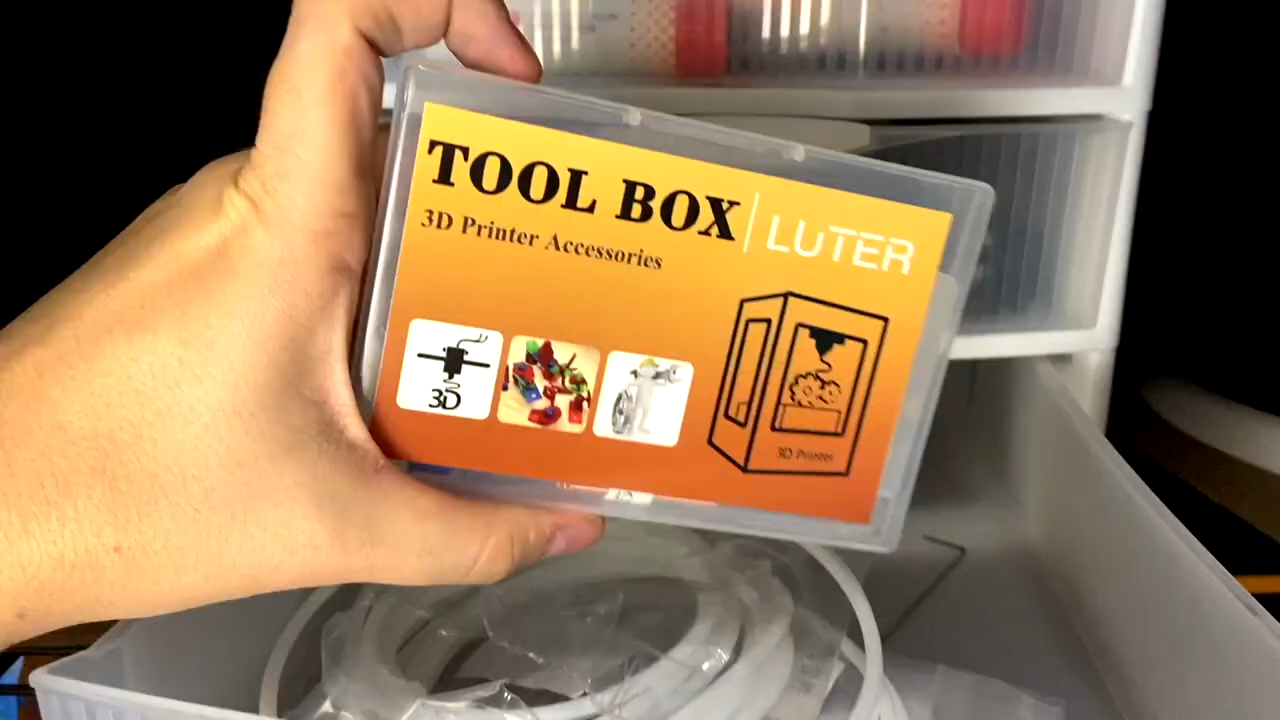 TOOL BOX
LUTER
3D Printer Accessories
3D
3D Printer